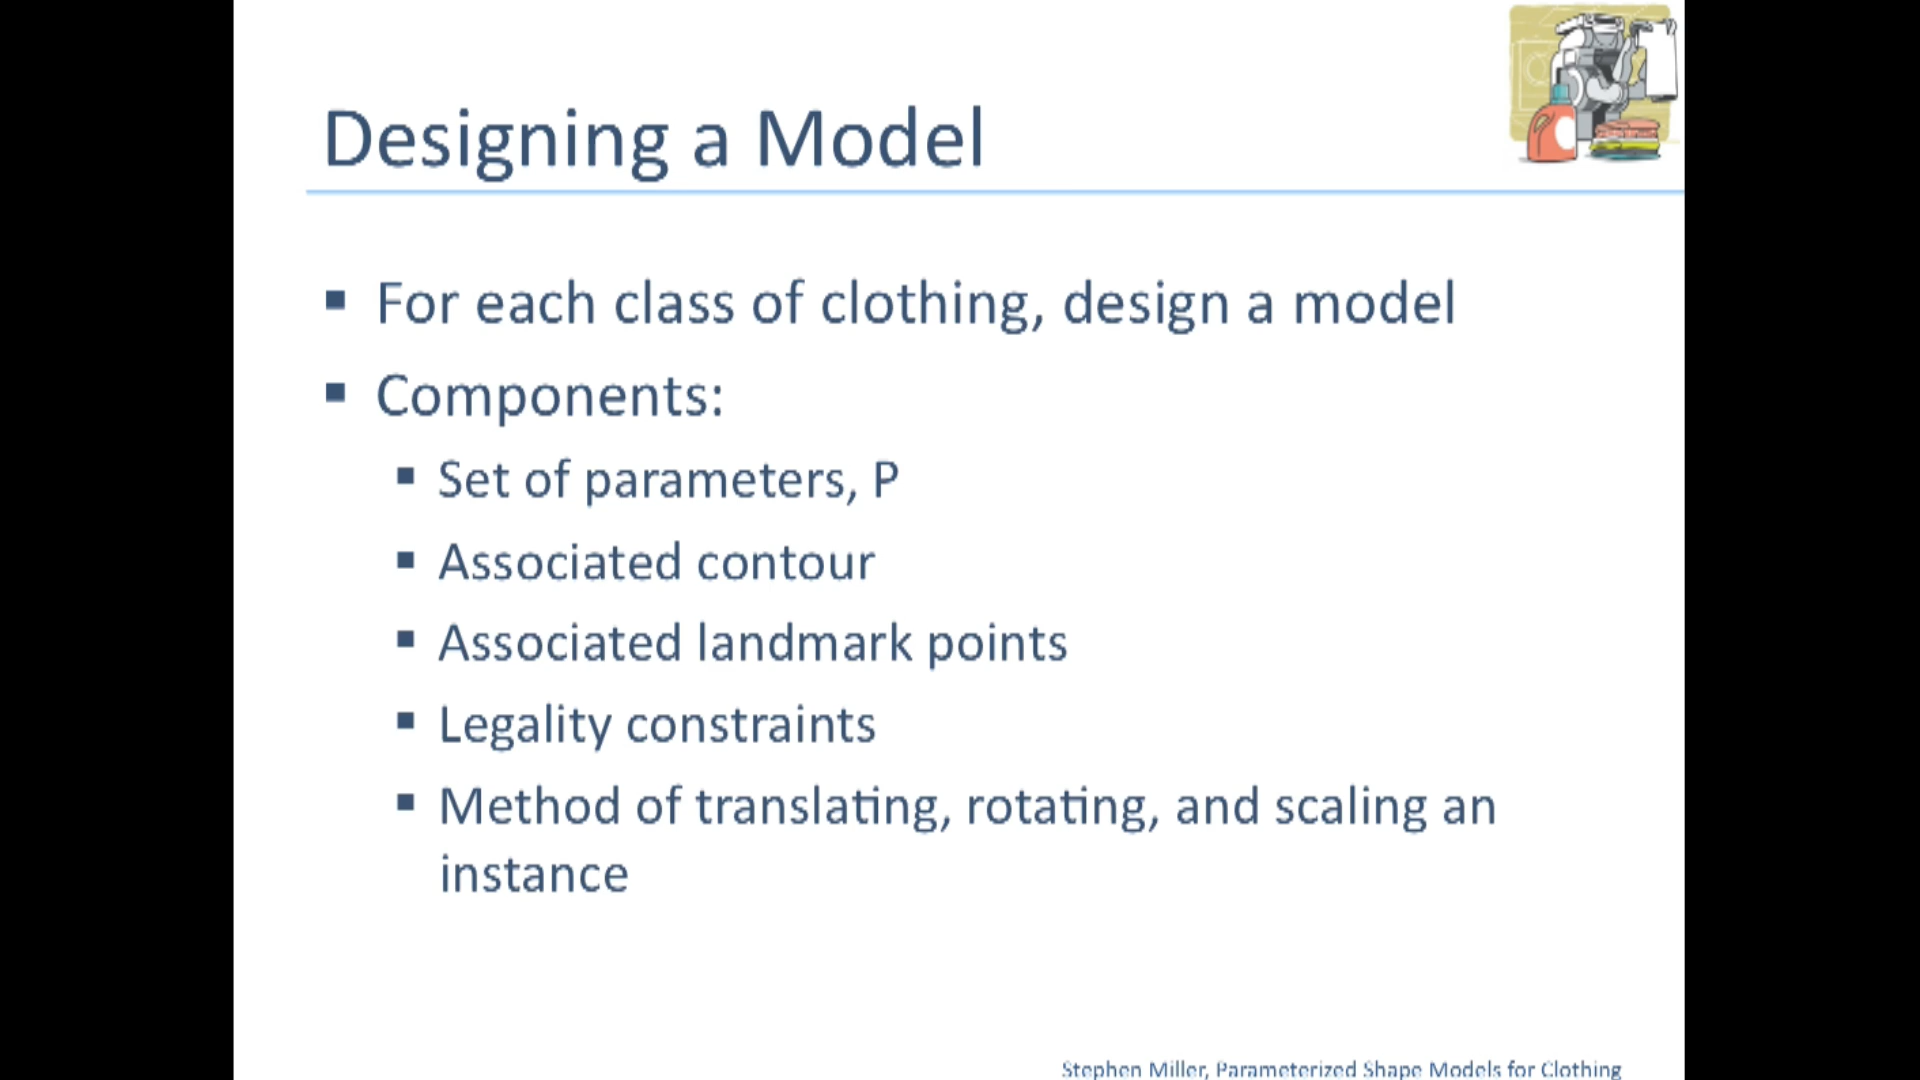 Designing a Model
▪ For each class of clothing, design a model
▪ Components:
▪ Set of parameters, P
▪ Associated contour
▪ Associated landmark points
▪ Legality constraints
▪ Method of translating, rotating, and scaling an
instance
Stephen Miller, Parameterized Shape Models for Clothing